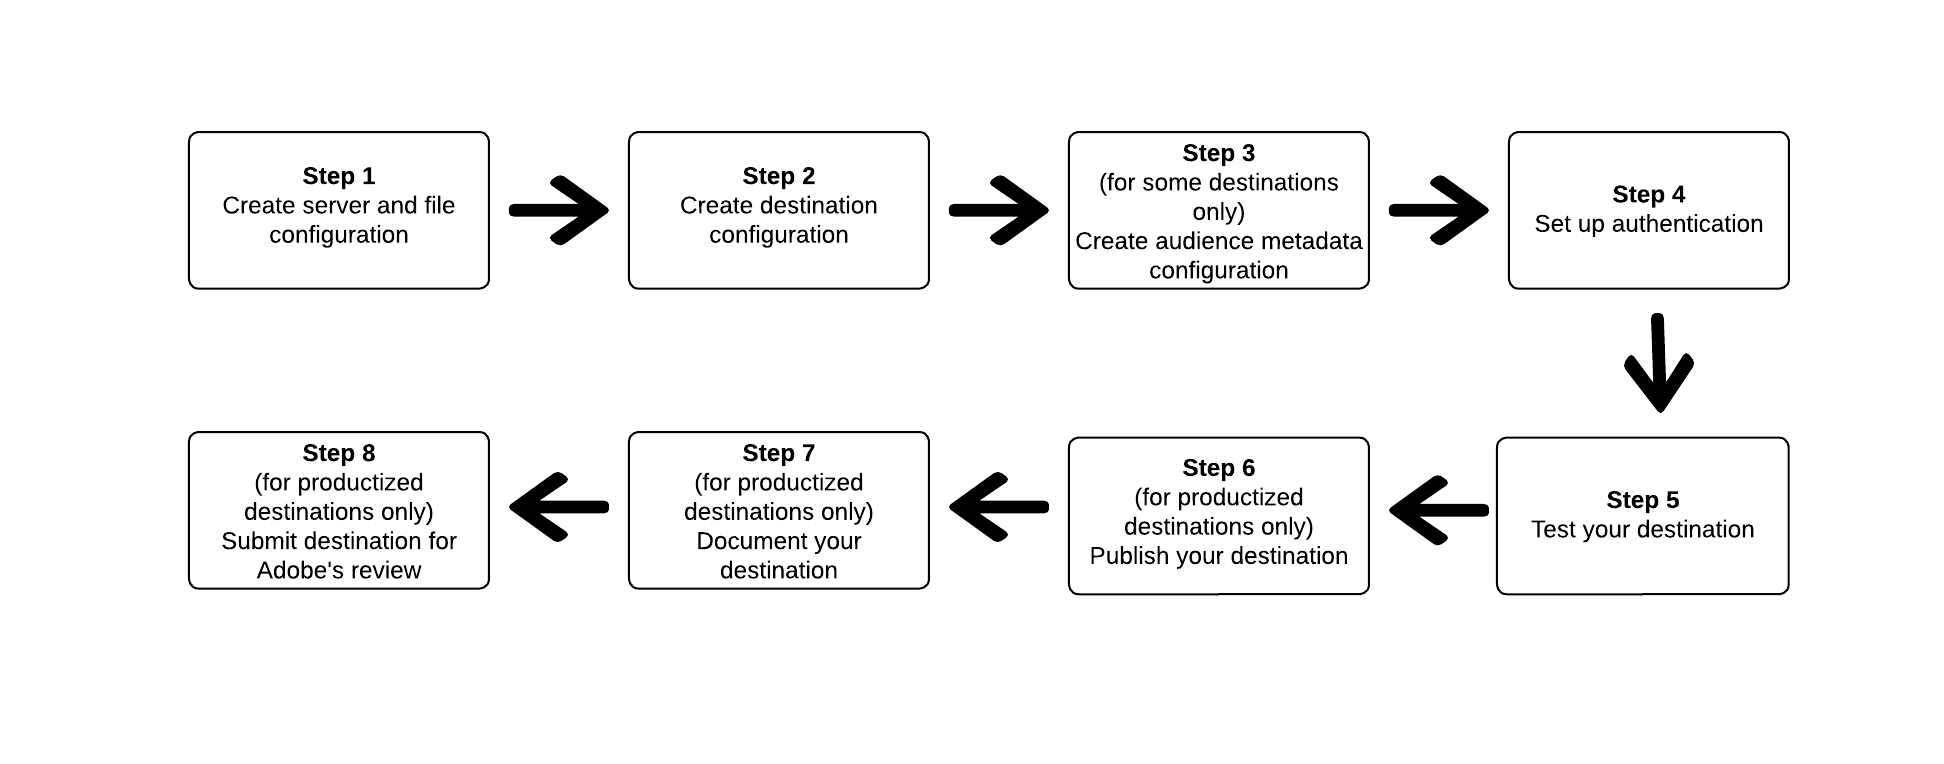 Step 1
Create server and file
configuration
Step 2
Create destination
configuration
Step 3
(for some destinations
only)
Create audience metadata
configuration
Step 4
Set up authentication
Step 5
Test your destination
Step 6
(for productized
destinations only)
Publish your destination
Step 7
(for productized
destinations only)
Document your
destination
Step 8
(for productized
destinations only)
Submit destination for
Adobe's review